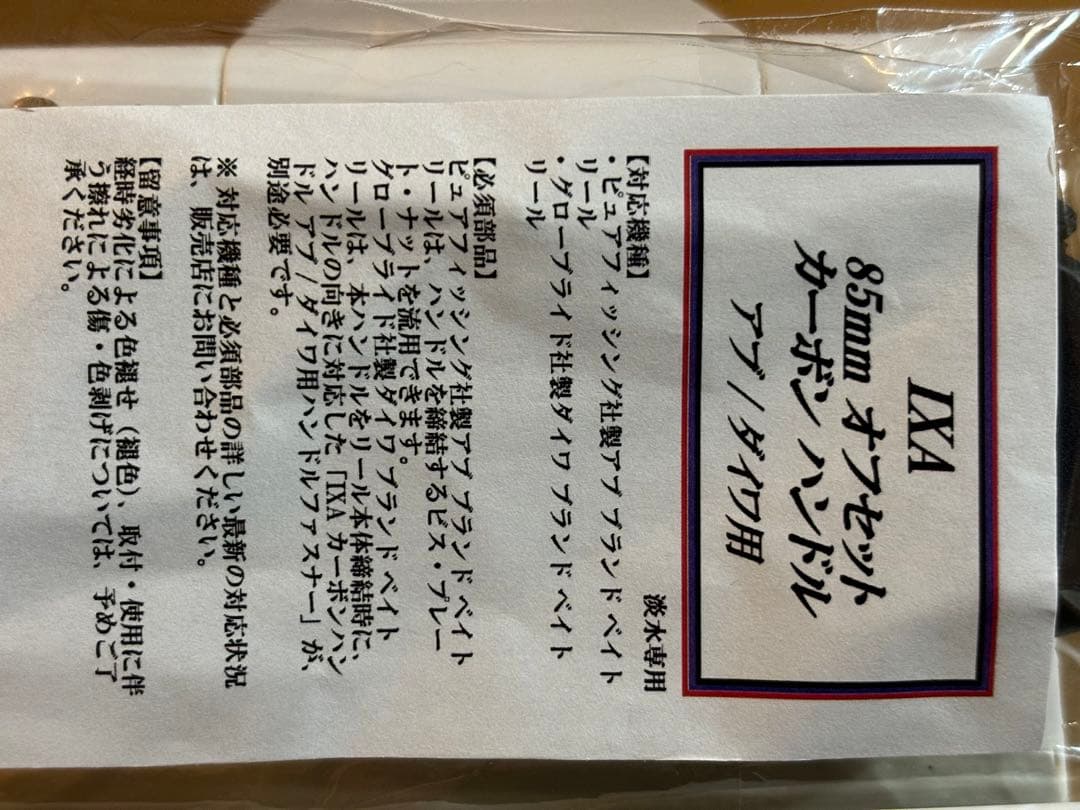 IXA
85mm オフセット
カーボン ハンドル
アブ / ダイワ用
淡水専用
【対応機種】
・ピュアフィッシング社製アブ ブランド ベイト
リール
・グローブライド社製ダイワ ブランド ベイト
リール
【必須部品】
ピュアフィッシング社製アブ ブランド ベイト
リールは、ハンドルを締結するビス・プレー
ト・ナットを流用できます。
グローブライド社製ダイワ ブランド ベイト
リールは、本ハンドルをリール本体締結時に、
ハンドルの向きに対応した「IXA カーボンハン
ドル アブ / ダイワ用ハンドルファスナー」が、
別途必要です。
※ 対応機種と必須部品の詳しい最新の対応状況
は、販売店にお問い合わせください。
【留意事項】
経時劣化による色褪せ（褪色）、取付・使用に伴
う擦れによる傷・色剥げについては、予めご了
承ください。